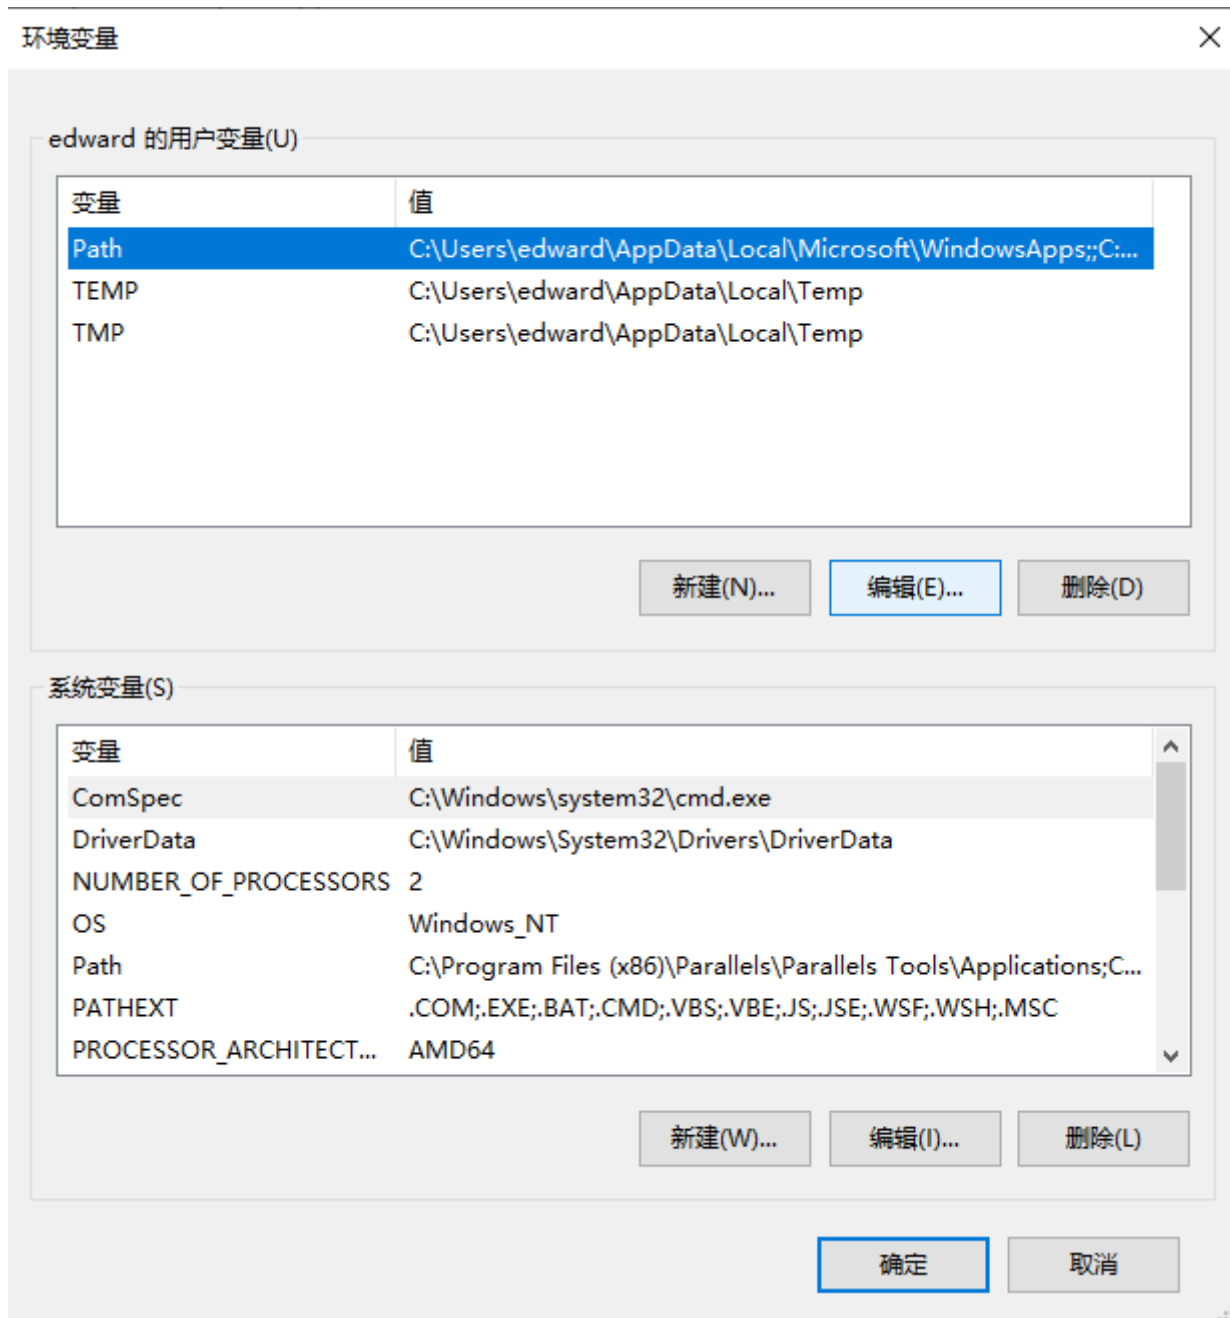 环境变量
edward 的用户变量(U)
变量 值
Path C:\Users\edward\AppData\Local\Microsoft\WindowsApps;;C:...
TEMP C:\Users\edward\AppData\Local\Temp
TMP C:\Users\edward\AppData\Local\Temp
新建(N)... 编辑(E)... 删除(D)
系统变量(S)
变量 值
ComSpec C:\Windows\system32\cmd.exe
DriverData C:\Windows\System32\Drivers\DriverData
NUMBER_OF_PROCESSORS 2
OS Windows_NT
Path C:\Program Files (x86)\Parallels\Parallels Tools\Applications;C...
PATHEXT .COM;.EXE;.BAT;.CMD;.VBS;.VBE;.JS;.JSE;.WSF;.WSH;.MSC
PROCESSOR_ARCHITECT... AMD64
新建(W)... 编辑(I)... 删除(L)
确定 取消